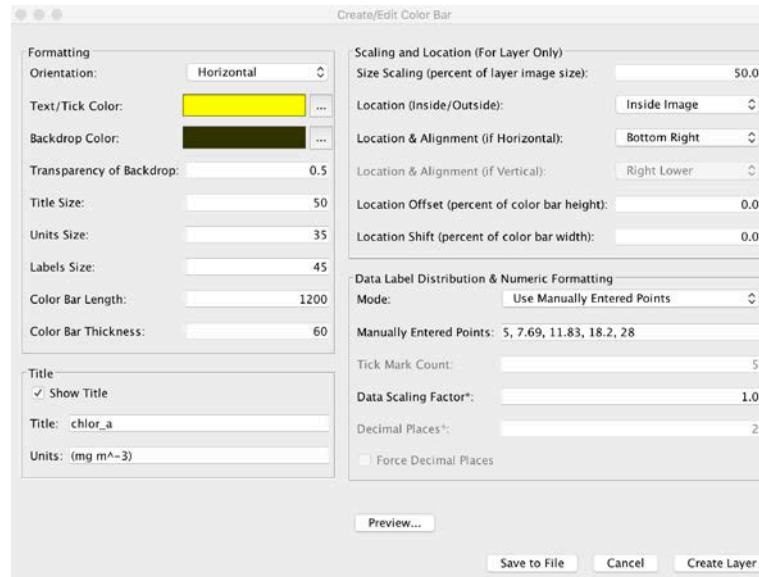 Create/Edit Color Bar
Formatting
Orientation: Horizontal
Text/Tick Color: ...
Backdrop Color: ...
Transparency of Backdrop: 0.5
Title Size: 50
Units Size: 35
Labels Size: 45
Color Bar Length: 1200
Color Bar Thickness: 60
Title
Show Title
Title: chlor_a
Units: (mg m^-3)
Scaling and Location (For Layer Only)
Size Scaling (percent of layer image size): 50.0
Location (Inside/Outside): Inside Image
Location & Alignment (if Horizontal): Bottom Right
Location & Alignment (if Vertical): Right Lower
Location Offset (percent of color bar height): 0.0
Location Shift (percent of color bar width): 0.0
Data Label Distribution & Numeric Formatting
Mode: Use Manually Entered Points
Manually Entered Points: 5, 7.69, 11.83, 18.2, 28
Tick Mark Count: 5
Data Scaling Factor*: 1.0
Decimal Places*: 2
Force Decimal Places
Preview...
Save to File Cancel Create Layer